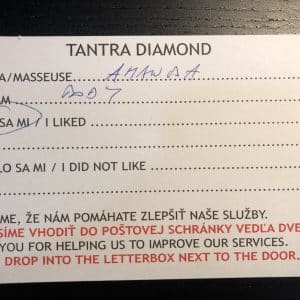 TANTRA DIAMOND
A/MASSEUSE AMANDA
AM BODY
SA MI / I LIKED
LO SA MI / I DID NOT LIKE
ME, ŽE NÁM POMÁHATE ZLEPŠIŤ NAŠE SLUŽBY.
SÍME VHODIŤ DO POŠTOVEJ SCHRÁNKY VEDĽA DVE
YOU FOR HELPING US TO IMPROVE OUR SERVICES.
DROP INTO THE LETTERBOX NEXT TO THE DOOR.